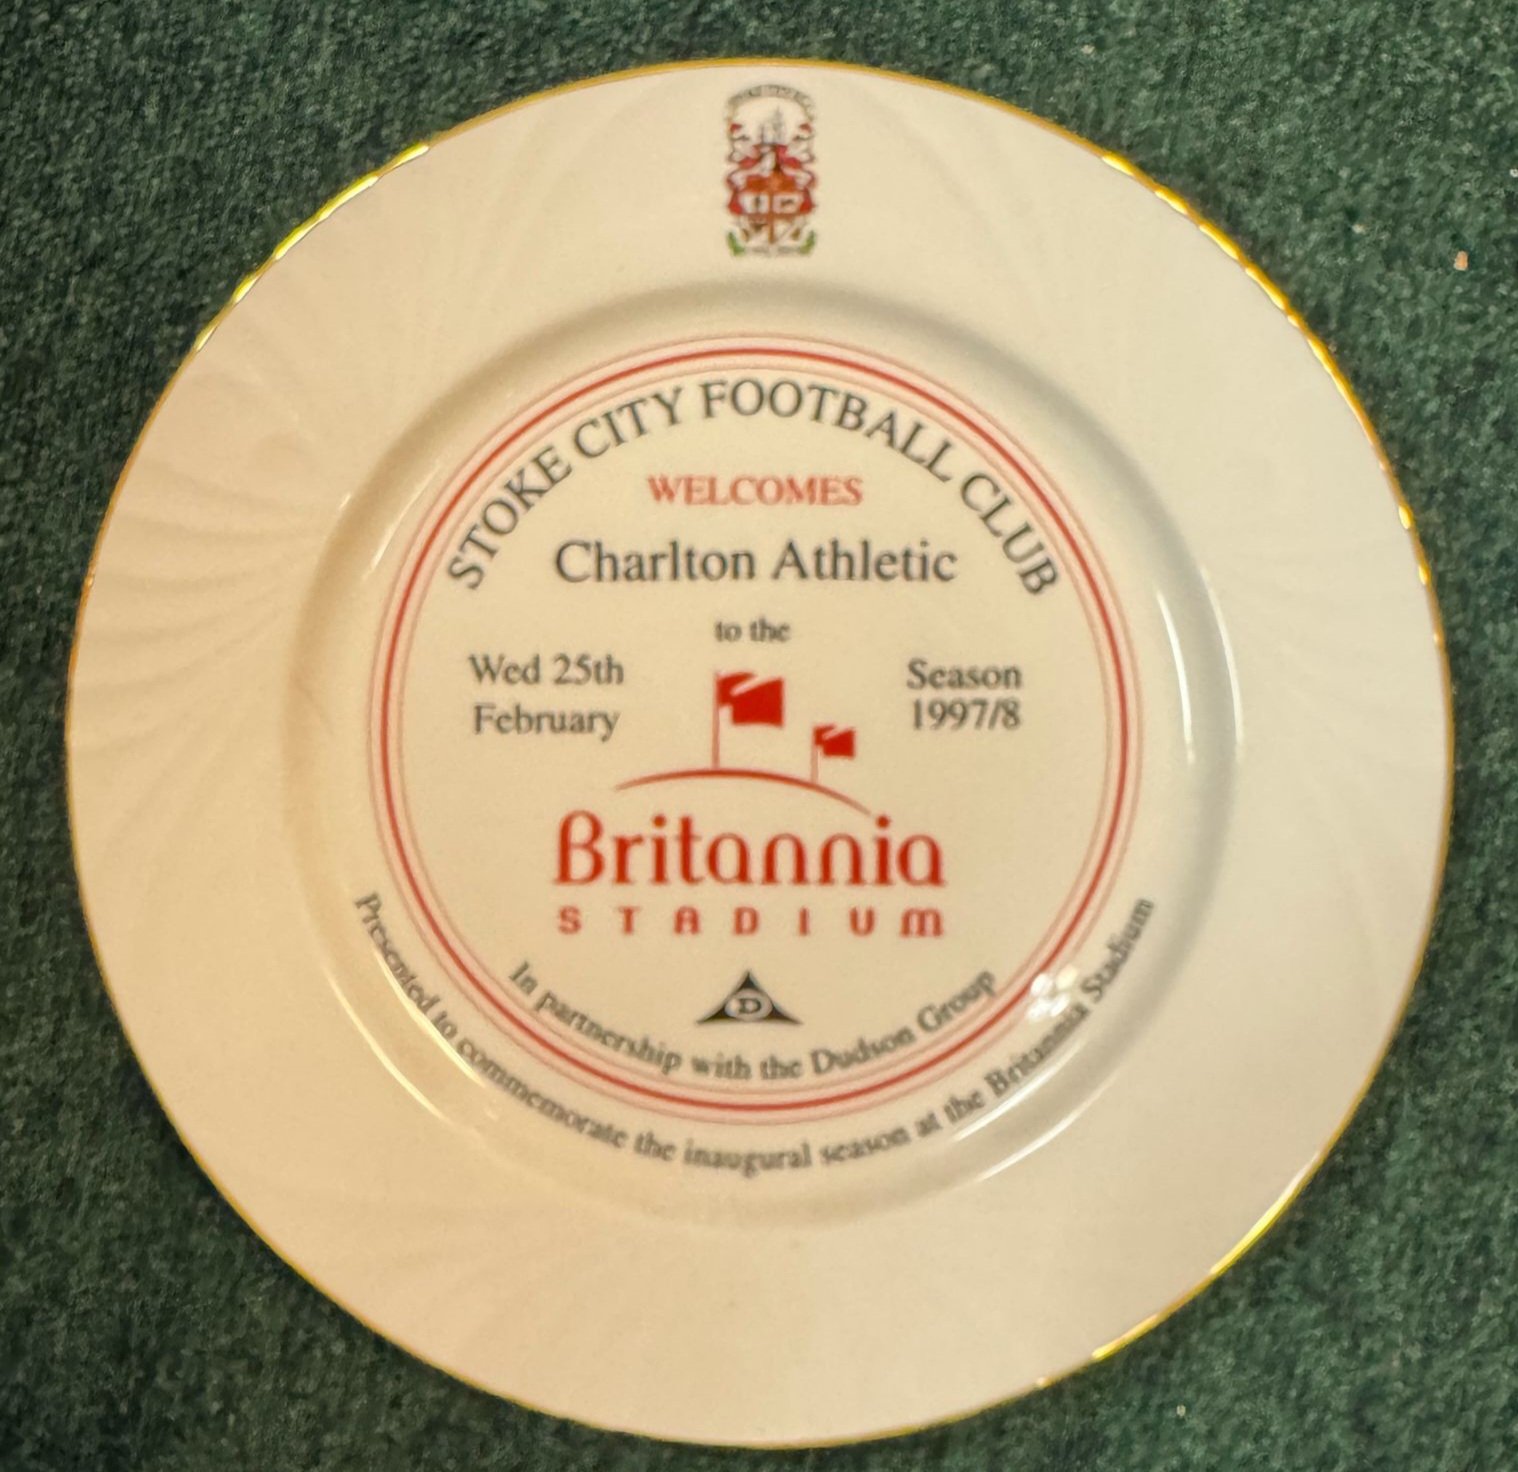 STOKE CITY FOOTBALL CLUB
WELCOMES
Charlton Athletic
to the
Wed 25th
February
Season
1997/8
Britannia
STADIUM
D
In partnership with the Dudson Group
Presented to commemorate the inaugural season at the Britannia Stadium